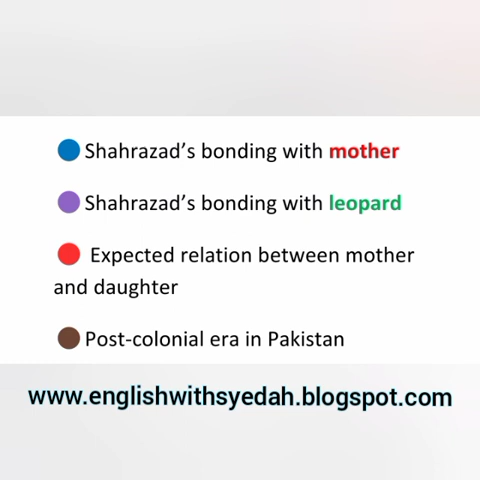 Shahrazad’s bonding with mother
Shahrazad’s bonding with leopard
Expected relation between mother
and daughter
Post-colonial era in Pakistan
www.englishwithsyedah.blogspot.com